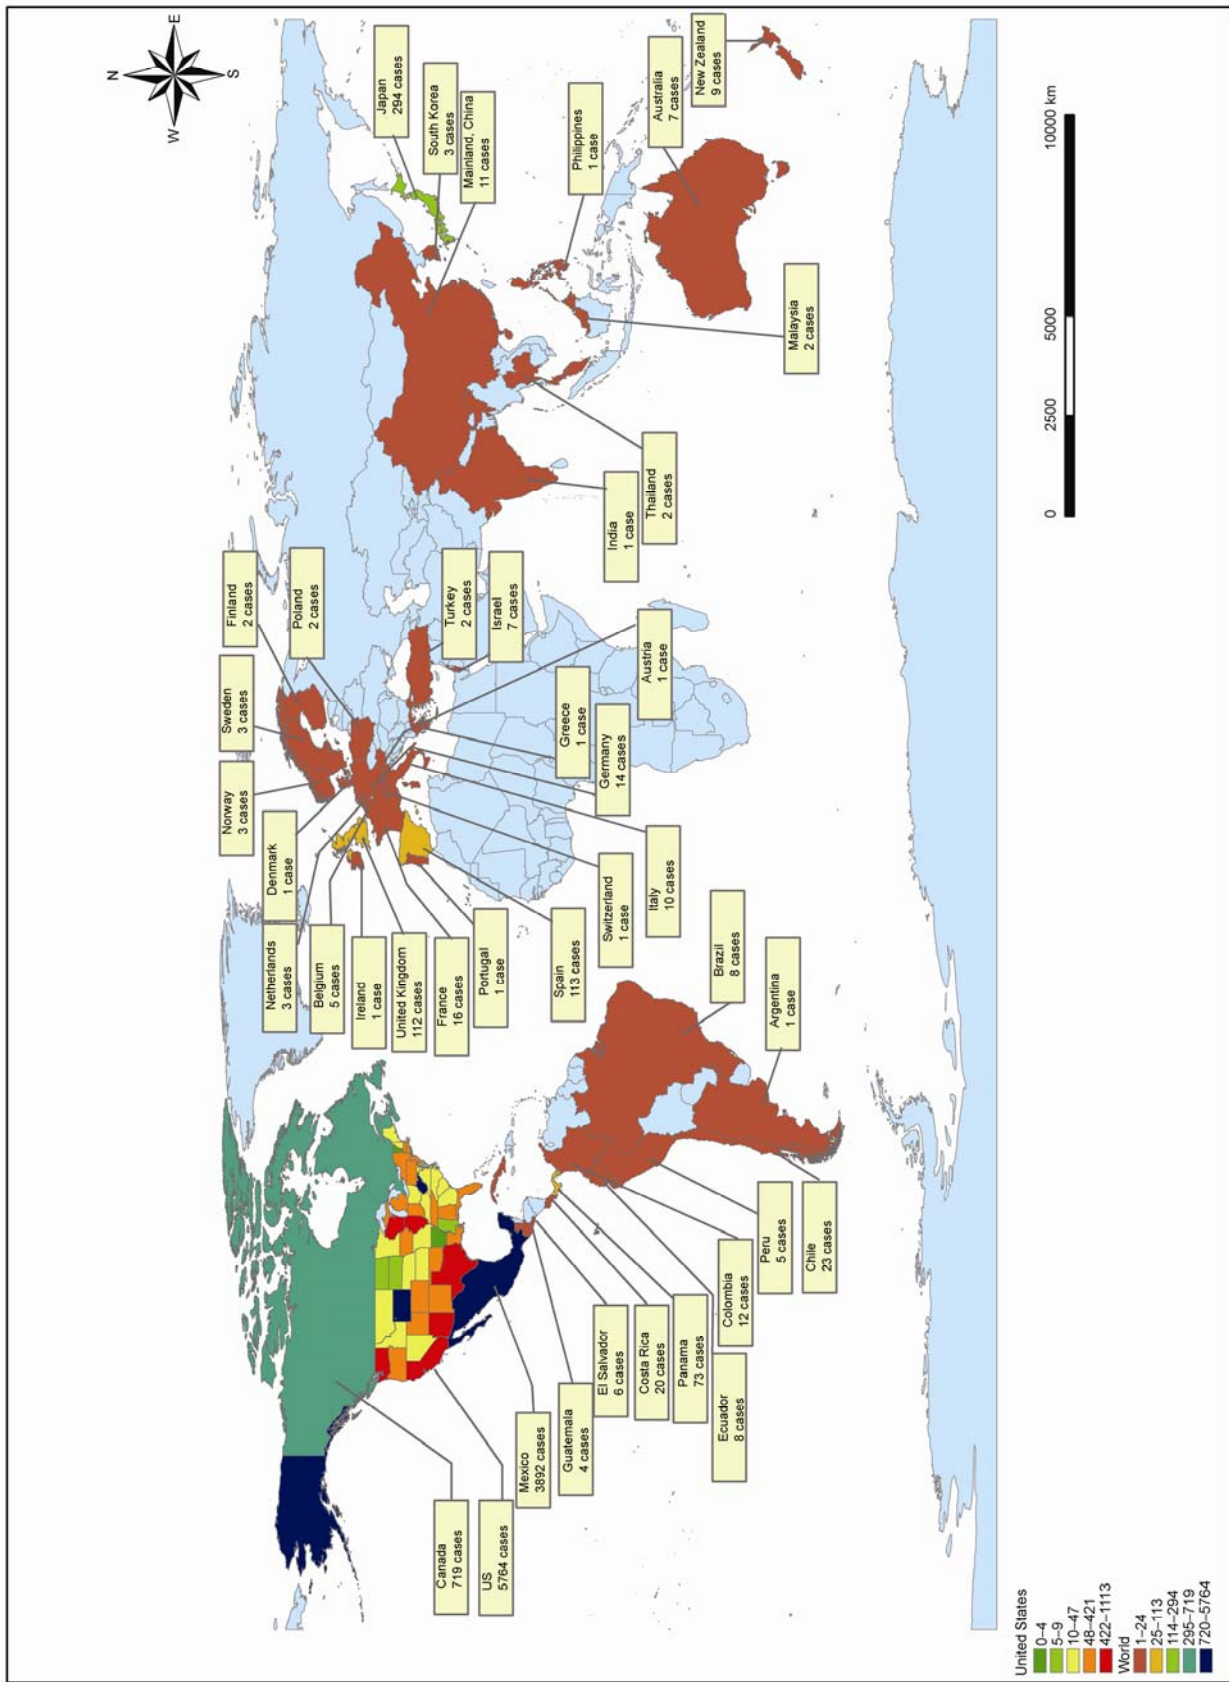 N
W
E
S
Finland
2 cases
Sweden
3 cases
Norway
3 cases
Poland
2 cases
Denmark
1 case
Netherlands
3 cases
Belgium
5 cases
Ireland
1 case
United Kingdom
112 cases
France
16 cases
Portugal
1 case
Spain
113 cases
Switzerland
1 case
Italy
10 cases
Germany
14 cases
Greece
1 case
Austria
1 case
Turkey
2 cases
Israel
7 cases
Japan
294 cases
South Korea
3 cases
Mainland, China
11 cases
Philippines
1 case
India
1 case
Thailand
2 cases
Malaysia
2 cases
Australia
7 cases
New Zealand
9 cases
Canada
719 cases
US
5764 cases
Mexico
3892 cases
Guatemala
4 cases
El Salvador
6 cases
Costa Rica
20 cases
Panama
73 cases
Ecuador
8 cases
Colombia
12 cases
Peru
5 cases
Chile
23 cases
Brazil
8 cases
Argentina
1 case
United States
0–4
5–9
10–47
48–421
422–1113
World
1–24
25–113
114–294
295–719
720–5764
0 2500 5000 10000 km